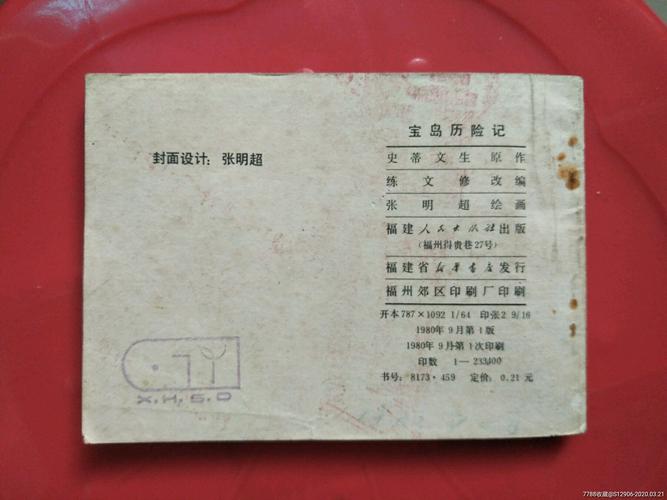 宝岛历险记
封面设计：张明超
史蒂文生 原作
练文修改编
张明超绘画
福建人民出版社出版
(福州得贵巷27号)
福建省新华书店发行
福州郊区印刷厂印刷
开本787×1092 1/64 印张2 9/16
1980年9月第1版
1980年9月第1次印刷
印数 1—233400
书号：8173·459 定价：0.21元
X.H.S.D
7788收藏@S12906-2020.03.21